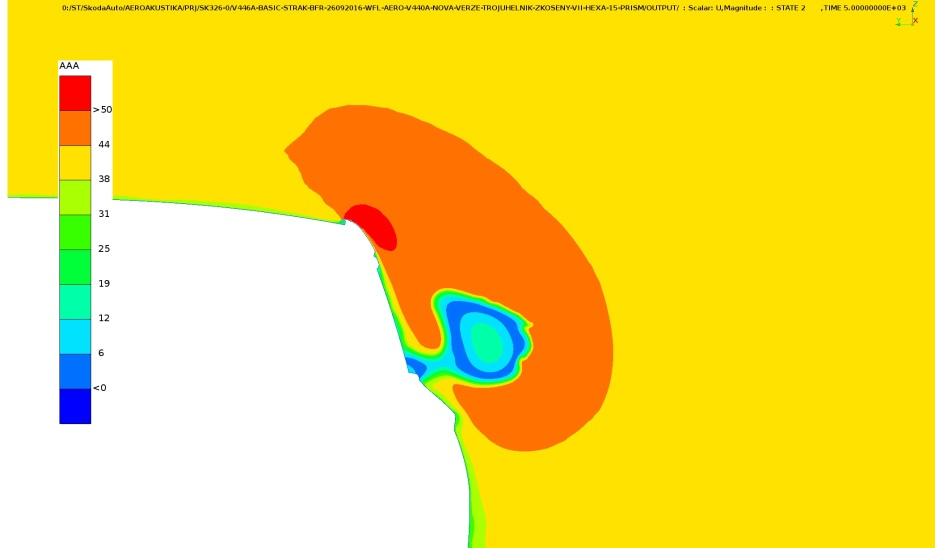 0:/ST/SkodaAuto/AEROAKUSTIKA/PRJ/SK326-0/V446A-BASIC-STRAK-BFR-26092016-WFL-AERO-V440A-NOVA-VERZE-TROJUHELNIK-ZKOSENY-VII-HEXA-15-PRISM/OUTPUT/ : Scalar: U,Magnitude : : STATE 2 ,TIME 5.00000000E+03
Z
Y X
AAA
>50
44
38
31
25
19
12
6
<0